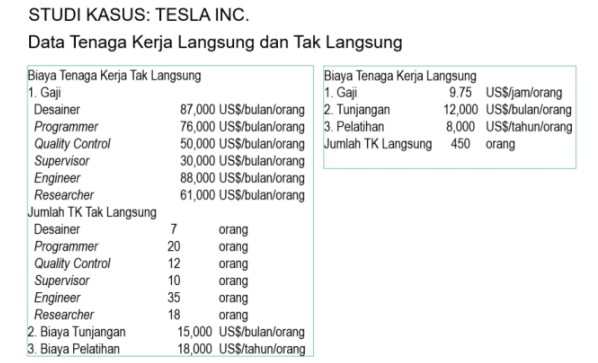 STUDI KASUS: TESLA INC.
Data Tenaga Kerja Langsung dan Tak Langsung
Biaya Tenaga Kerja Tak Langsung
1. Gaji
Desainer 87,000 US$/bulan/orang
Programmer 76,000 US$/bulan/orang
Quality Control 50,000 US$/bulan/orang
Supervisor 30,000 US$/bulan/orang
Engineer 88,000 US$/bulan/orang
Researcher 61,000 US$/bulan/orang
Jumlah TK Tak Langsung
Desainer 7 orang
Programmer 20 orang
Quality Control 12 orang
Supervisor 10 orang
Engineer 35 orang
Researcher 18 orang
2. Biaya Tunjangan 15,000 US$/bulan/orang
3. Biaya Pelatihan 18,000 US$/tahun/orang
Biaya Tenaga Kerja Langsung
1. Gaji 9.75 US$/jam/orang
2. Tunjangan 12,000 US$/bulan/orang
3. Pelatihan 8,000 US$/tahun/orang
Jumlah TK Langsung 450 orang